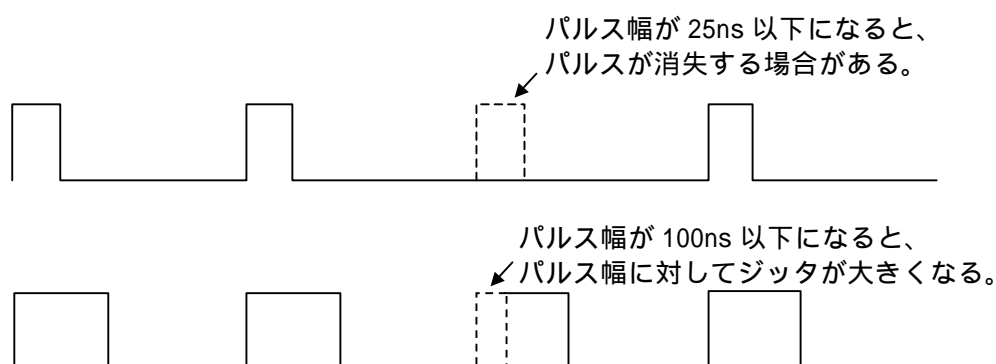 パルス幅が 25ns 以下になると、
パルスが消失する場合がある。
パルス幅が 100ns 以下になると、
パルス幅に対してジッタが大きくなる。